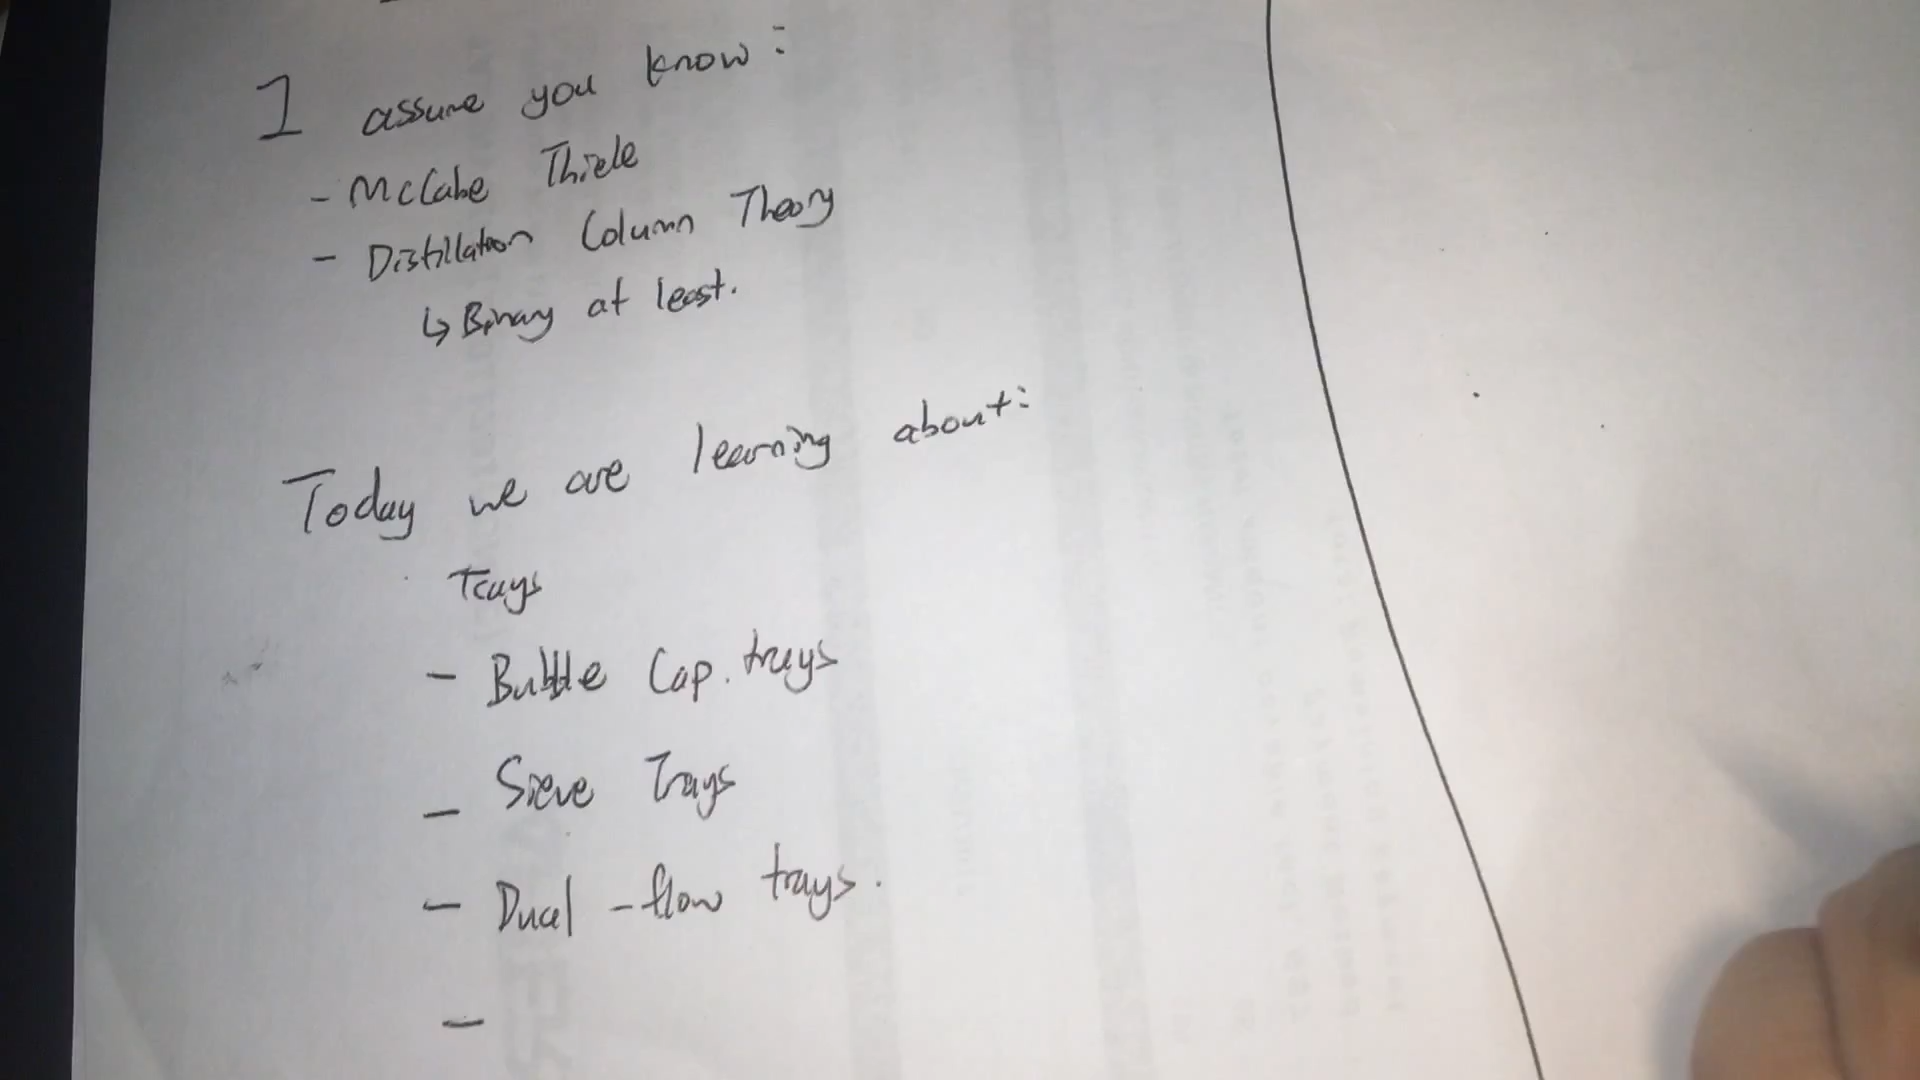 I assume you know:
- McCabe Thiele
- Distillation Column Theory
↳ Binary at least.
Today we are learning about:
Trays
- Bubble Cap. trays
- Sieve Trays
- Dual-flow trays.
-